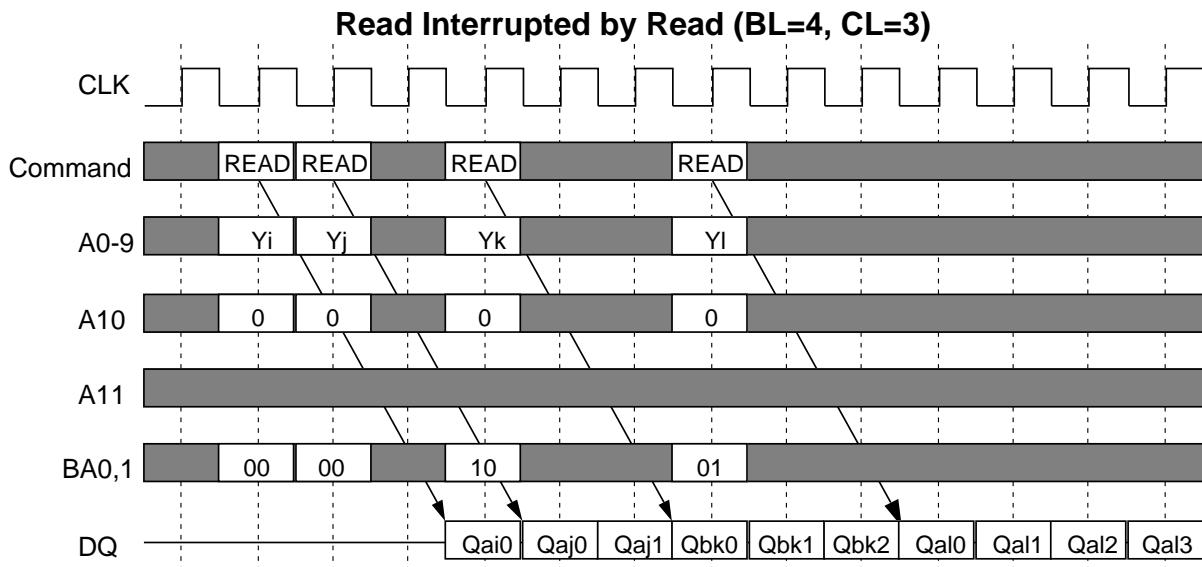 Read Interrupted by Read (BL=4, CL=3)
CLK
Command READ READ READ READ
A0-9 Yi Yj Yk Yl
A10 0 0 0 0
A11
BA0,1 00 00 10 01
DQ Qai0 Qaj0 Qaj1 Qbk0 Qbk1 Qbk2 Qal0 Qal1 Qal2 Qal3